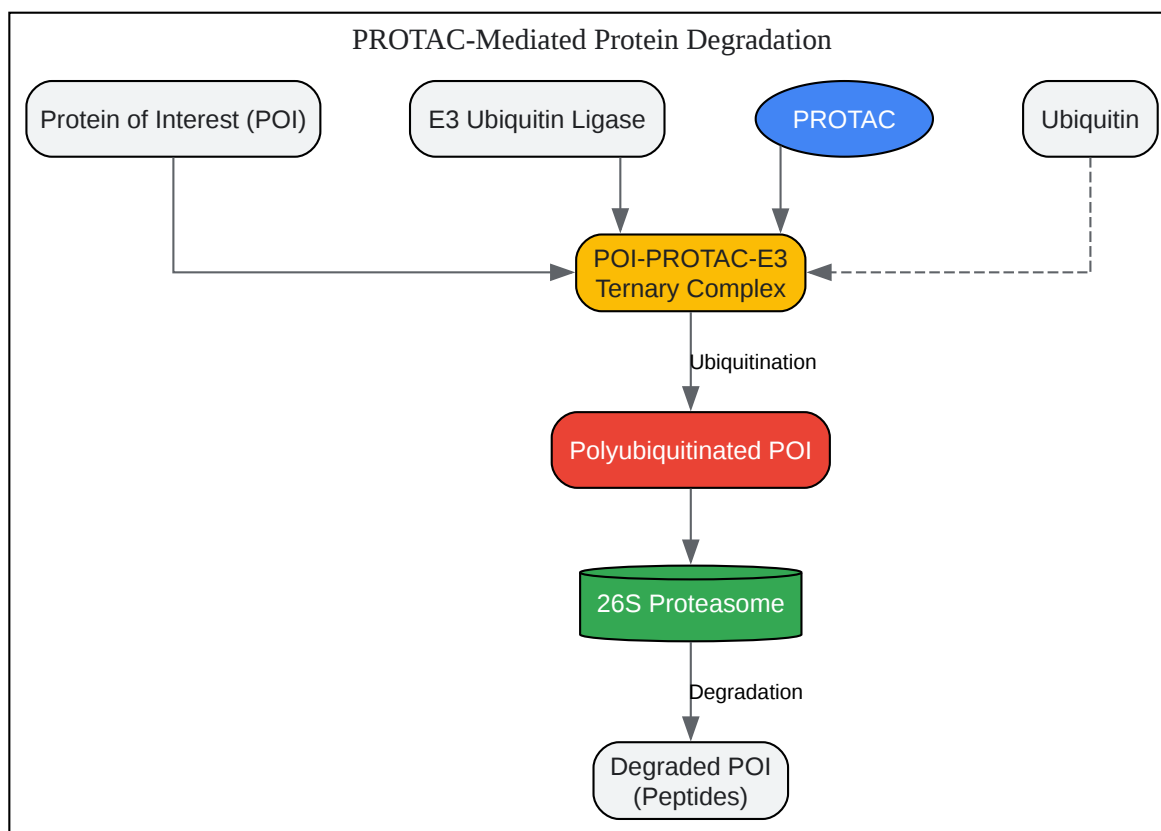 PROTAC-Mediated Protein Degradation
Protein of Interest (POI)
E3 Ubiquitin Ligase
PROTAC
Ubiquitin
POI-PROTAC-E3
Ternary Complex
Ubiquitination
Polyubiquitinated POI
26S Proteasome
Degradation
Degraded POI
(Peptides)